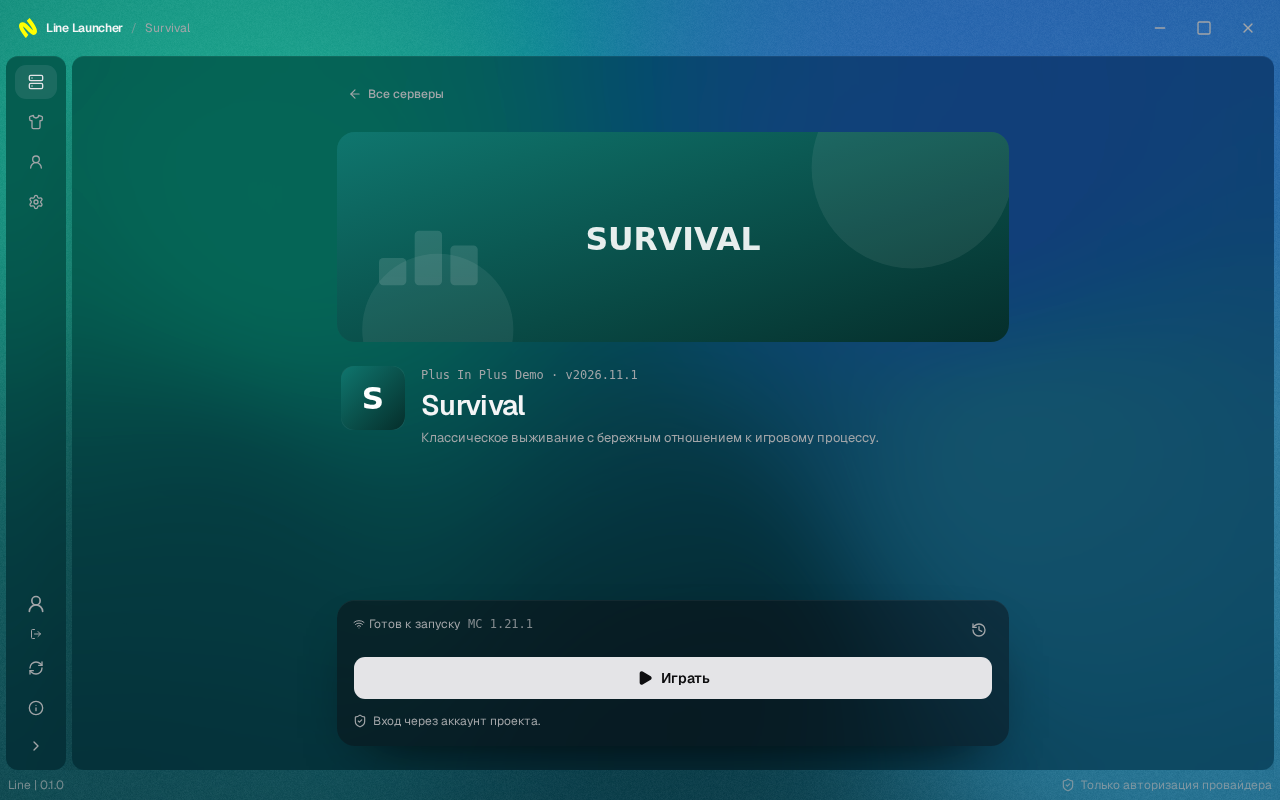 Line Launcher / Survival
Все серверы
SURVIVAL
S
Plus In Plus Demo · v2026.11.1
Survival
Классическое выживание с бережным отношением к игровому процессу.
Готов к запуску MC 1.21.1
Играть
Вход через аккаунт проекта.
Line | 0.1.0
Только авторизация провайдера